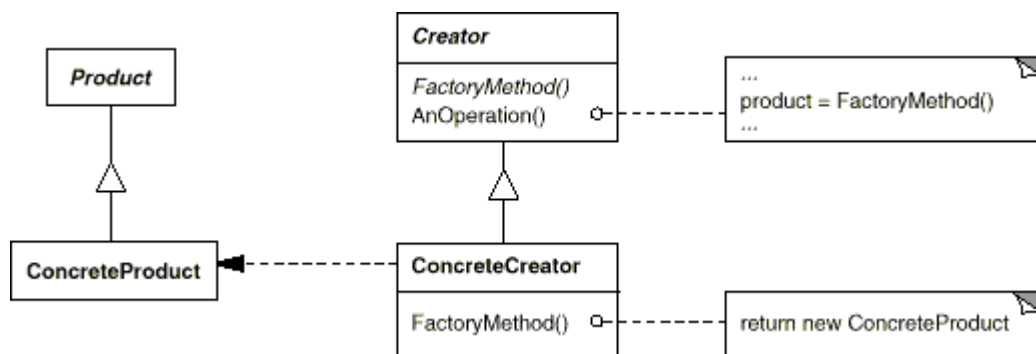 Creator
Product
FactoryMethod()
AnOperation()
...
product = FactoryMethod()
...
ConcreteProduct
ConcreteCreator
FactoryMethod()
return new ConcreteProduct